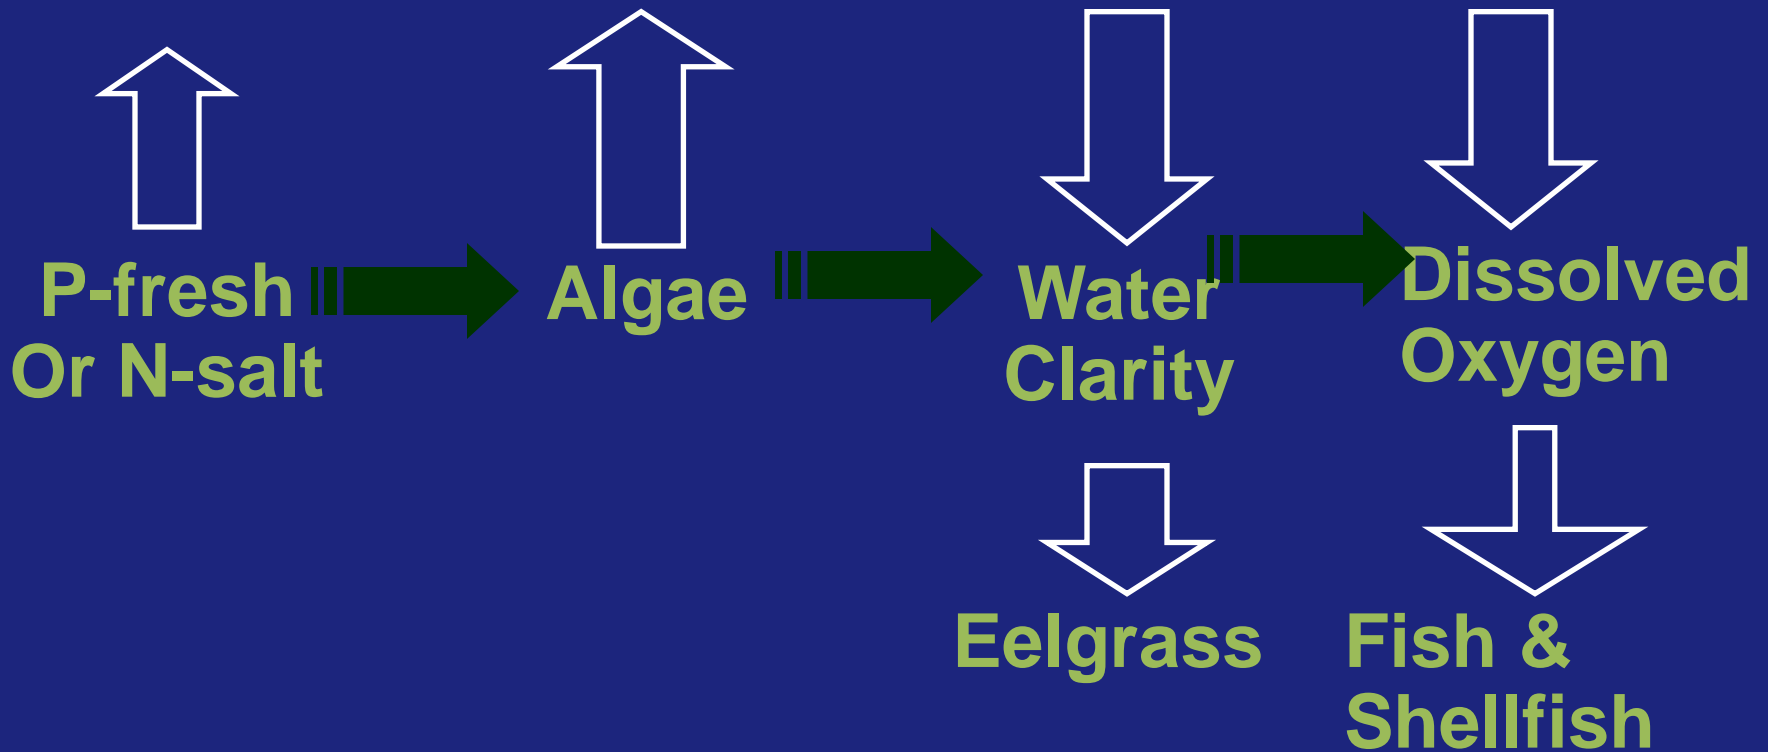 P-fresh
Or N-salt
Algae
Water
Clarity
Dissolved
Oxygen
Eelgrass
Fish &
Shellfish